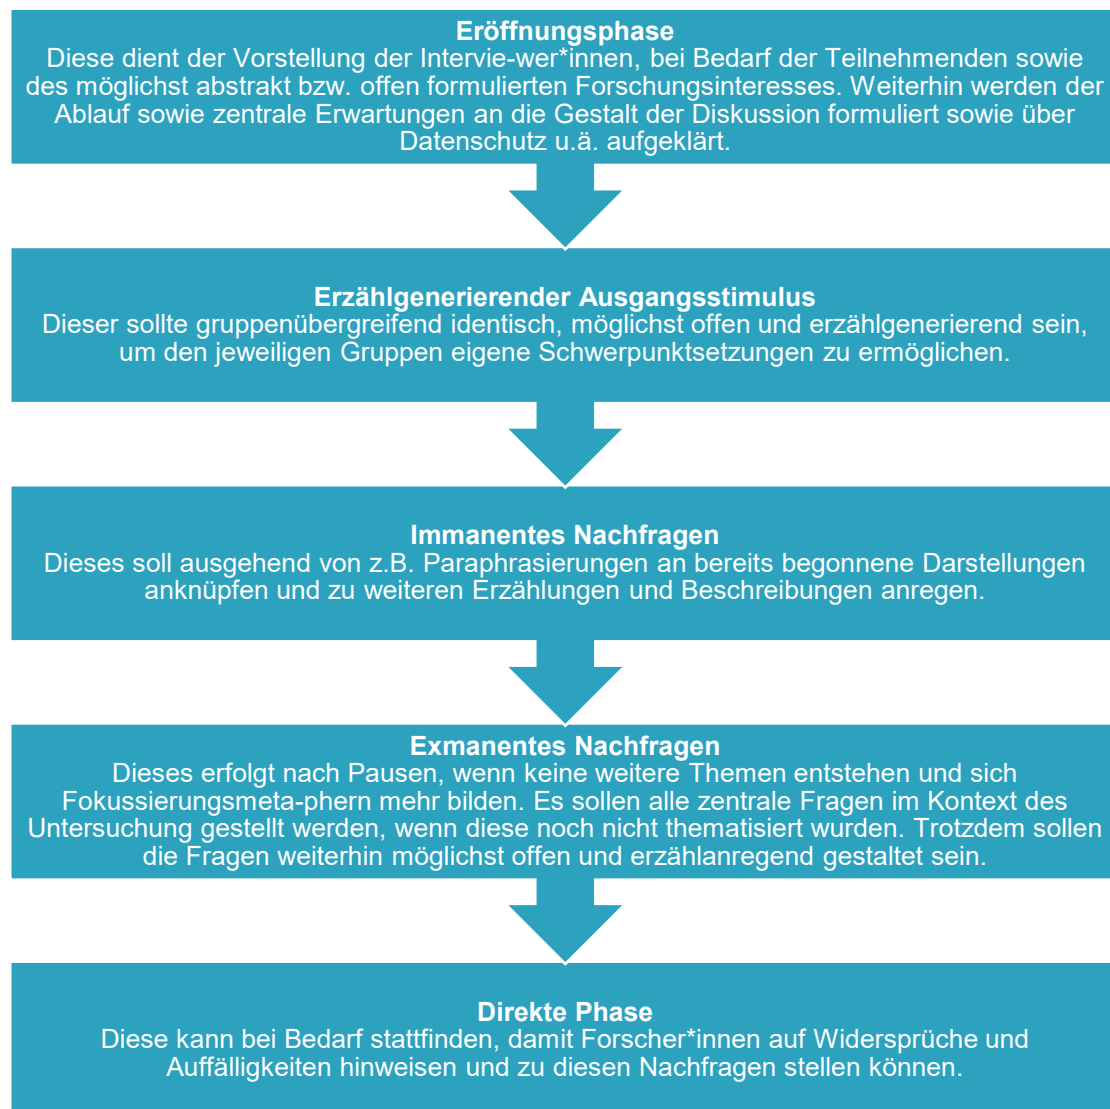 Eröffnungsphase
Diese dient der Vorstellung der Intervie-wer*innen, bei Bedarf der Teilnehmenden sowie
des möglichst abstrakt bzw. offen formulierten Forschungsinteresses. Weiterhin werden der
Ablauf sowie zentrale Erwartungen an die Gestalt der Diskussion formuliert sowie über
Datenschutz u.ä. aufgeklärt.
Erzählgenerierender Ausgangsstimulus
Dieser sollte gruppenübergreifend identisch, möglichst offen und erzählgenerierend sein,
um den jeweiligen Gruppen eigene Schwerpunktsetzungen zu ermöglichen.
Immanentes Nachfragen
Dieses soll ausgehend von z.B. Paraphrasierungen an bereits begonnene Darstellungen
anknüpfen und zu weiteren Erzählungen und Beschreibungen anregen.
Exmanentes Nachfragen
Dieses erfolgt nach Pausen, wenn keine weitere Themen entstehen und sich
Fokussierungsmeta-phern mehr bilden. Es sollen alle zentrale Fragen im Kontext des
Untersuchung gestellt werden, wenn diese noch nicht thematisiert wurden. Trotzdem sollen
die Fragen weiterhin möglichst offen und erzählanregend gestaltet sein.
Direkte Phase
Diese kann bei Bedarf stattfinden, damit Forscher*innen auf Widersprüche und
Auffälligkeiten hinweisen und zu diesen Nachfragen stellen können.